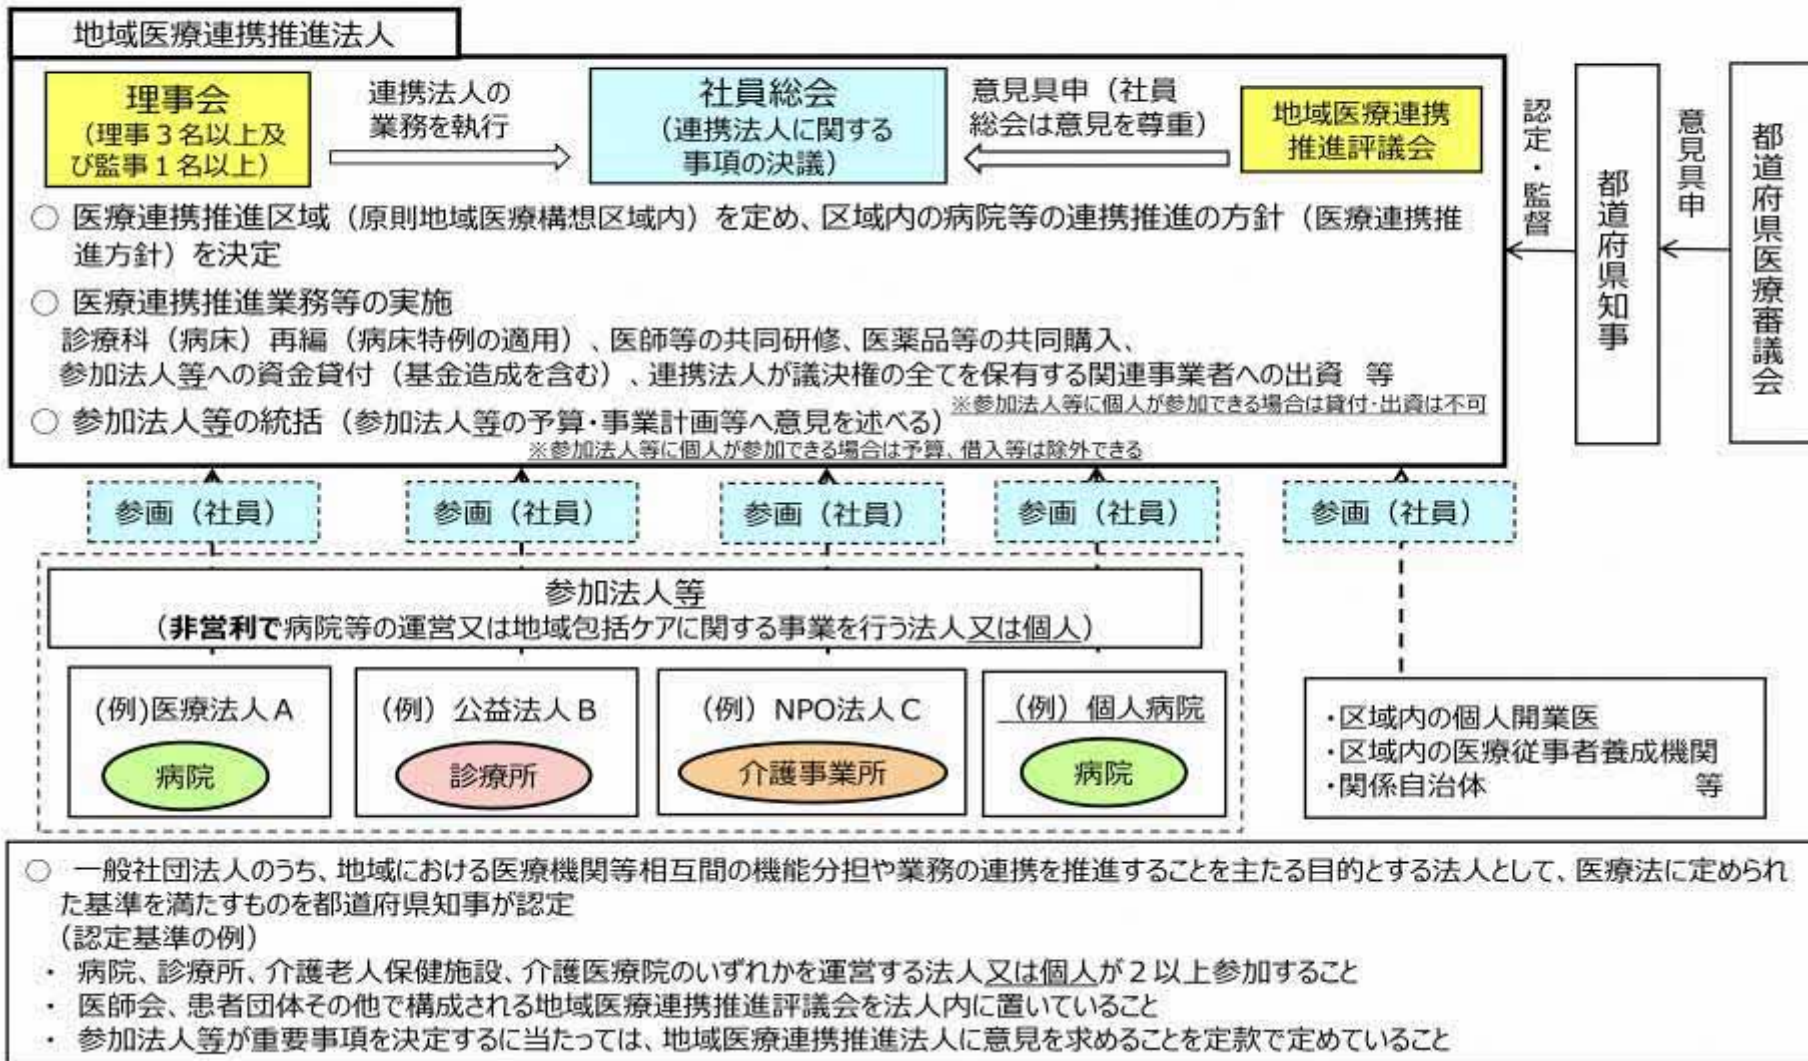 地域医療連携推進法人
理事会
（理事３名以上及
び監事１名以上）
連携法人の
業務を執行
社員総会
（連携法人に関する
事項の決議）
意見具申（社員
総会は意見を尊重）
地域医療連携
推進評議会
認定・監督
都道府県知事
意見具申
都道府県医療審議会
○ 医療連携推進区域（原則地域医療構想区域内）を定め、区域内の病院等の連携推進の方針（医療連携推
進方針）を決定
○ 医療連携推進業務等の実施
診療科（病床）再編（病床特例の適用）、医師等の共同研修、医薬品等の共同購入、
参加法人等への資金貸付（基金造成を含む）、連携法人が議決権の全てを保有する関連事業者への出資　等
※参加法人等に個人が参加できる場合は貸付・出資は不可
○ 参加法人等の統括（参加法人等の予算・事業計画等へ意見を述べる）
※参加法人等に個人が参加できる場合は予算、借入等は除外できる
参画（社員）
参画（社員）
参画（社員）
参画（社員）
参画（社員）
参加法人等
（非営利で病院等の運営又は地域包括ケアに関する事業を行う法人又は個人）
(例)医療法人Ａ
病院
(例）公益法人Ｂ
診療所
(例）NPO法人Ｃ
介護事業所
（例）個人病院
病院
・区域内の個人開業医
・区域内の医療従事者養成機関
・関係自治体　　　　　　　等
○　一般社団法人のうち、地域における医療機関等相互間の機能分担や業務の連携を推進することを主たる目的とする法人として、医療法に定められ
た基準を満たすものを都道府県知事が認定
（認定基準の例）
・ 病院、診療所、介護老人保健施設、介護医療院のいずれかを運営する法人又は個人が２以上参加すること
・ 医師会、患者団体その他で構成される地域医療連携推進評議会を法人内に置いていること
・ 参加法人等が重要事項を決定するに当たっては、地域医療連携推進法人に意見を求めることを定款で定めていること